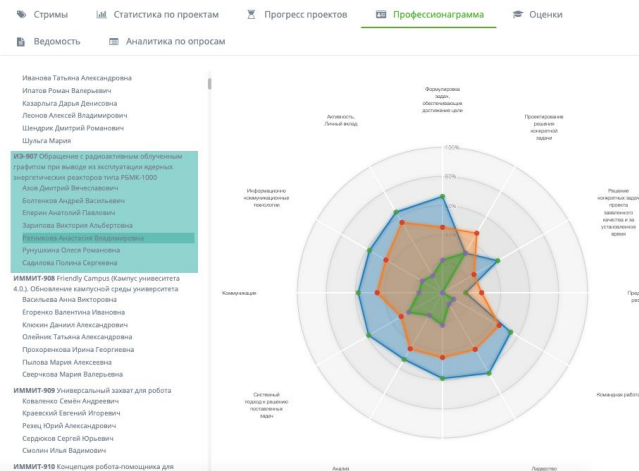 Стримы
Статистика по проектам
Прогресс проектов
Профессионаграмма
Оценки
Ведомость
Аналитика по опросам
Иванова Татьяна Александровна
Ипатов Роман Валерьевич
Казарлыга Дарья Денисовна
Леонов Алексей Владимирович
Шендрик Дмитрий Романович
Шульга Мария
ИЭ-907 Обращение с радиоактивным облученным
графитом при выводе из эксплуатации ядерных
энергетических реакторов типа РБМК-1000
Азов Дмитрий Вячеславович
Болтенков Андрей Васильевич
Еперин Анатолий Павлович
Зарипова Виктория Альбертовна
Ратникова Анастасия Владимировна
Рунушкина Олеся Романовна
Садилова Полина Сергеевна
ИММИТ-908 Friendly Campus (Кампус университета
4.0.). Обновление кампусной среды университета
Васильева Анна Викторовна
Егоренко Валентина Ивановна
Клюкин Даниил Александрович
Олейник Татьяна Александровна
Прохоренкова Ирина Георгиевна
Пылова Мария Алексеевна
Сверчкова Мария Валерьевна
ИММИТ-909 Универсальный захват для робота
Коваленко Семён Андреевич
Краевский Евгений Игоревич
Резец Юрий Александрович
Сердюков Сергей Юрьевич
Смолин Илья Вадимович
ИММИТ-910 Концепция робота-помощника для
Формулировка
задач,
обеспечивающие
достижение цели
Проектирование
решения
конкретной
задачи
Решение
конкретных задач
проекта
заявленного
качества и за
установленное
время
Командная работа
Лидерство
Анализ
Системный
подход к решению
поставленных
задач
Коммуникация
Информационно
коммуникационные
технологии
Активность,
Личный вклад
100%
80%